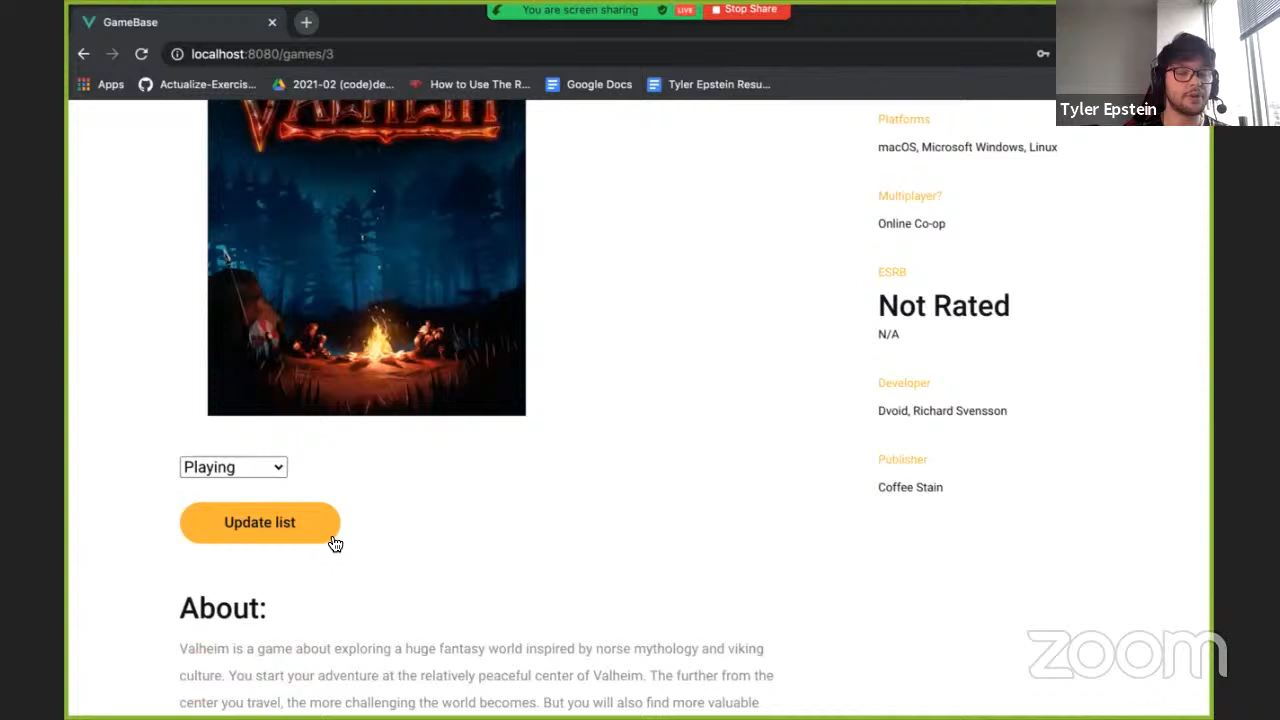 GameBase
You are screen sharing
LIVE
Stop Share
localhost:8080/games/3
Apps
Actualize-Exercis...
2021-02 (code)de...
How to Use The R...
Google Docs
Tyler Epstein Resu...
Tyler Epstein
VALHEIM
Platforms
macOS, Microsoft Windows, Linux
Multiplayer?
Online Co-op
ESRB
Not Rated
N/A
Developer
Dvoid, Richard Svensson
Publisher
Coffee Stain
Playing
Update list
About:
Valheim is a game about exploring a huge fantasy world inspired by norse mythology and viking
culture. You start your adventure at the relatively peaceful center of Valheim. The further from the
center you travel, the more challenging the world becomes. But you will also find more valuable
zoom